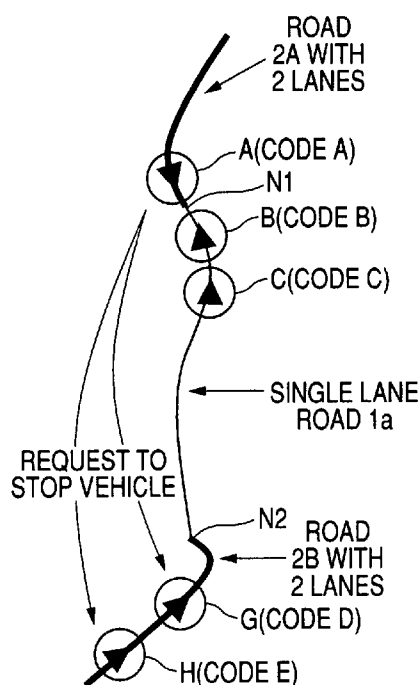 ROAD
2A WITH
2 LANES
A(CODE A)
N1
B(CODE B)
C(CODE C)
SINGLE LANE
ROAD 1a
REQUEST TO
STOP VEHICLE
N2
ROAD
2B WITH
2 LANES
G(CODE D)
H(CODE E)